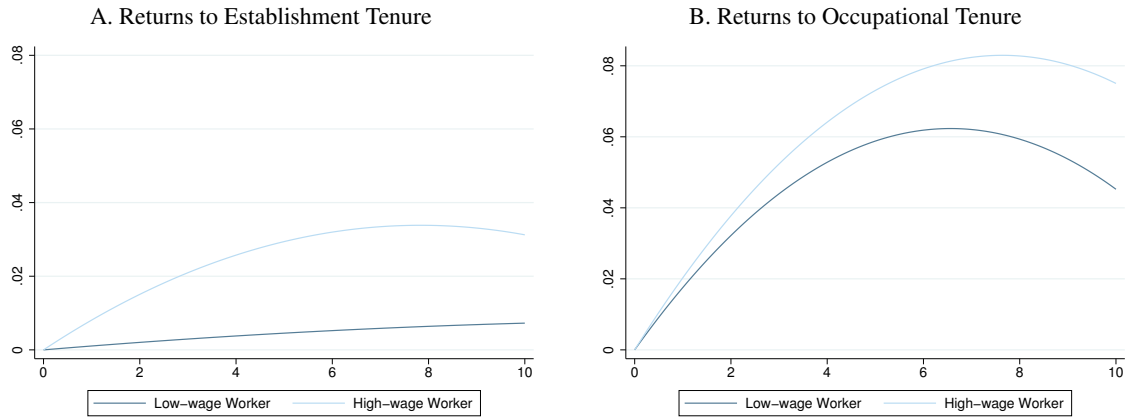 A. Returns to Establishment Tenure
.08
.06
.04
.02
0
0 2 4 6 8 10
Low-wage Worker High-wage Worker
B. Returns to Occupational Tenure
.08
.06
.04
.02
0
0 2 4 6 8 10
Low-wage Worker High-wage Worker